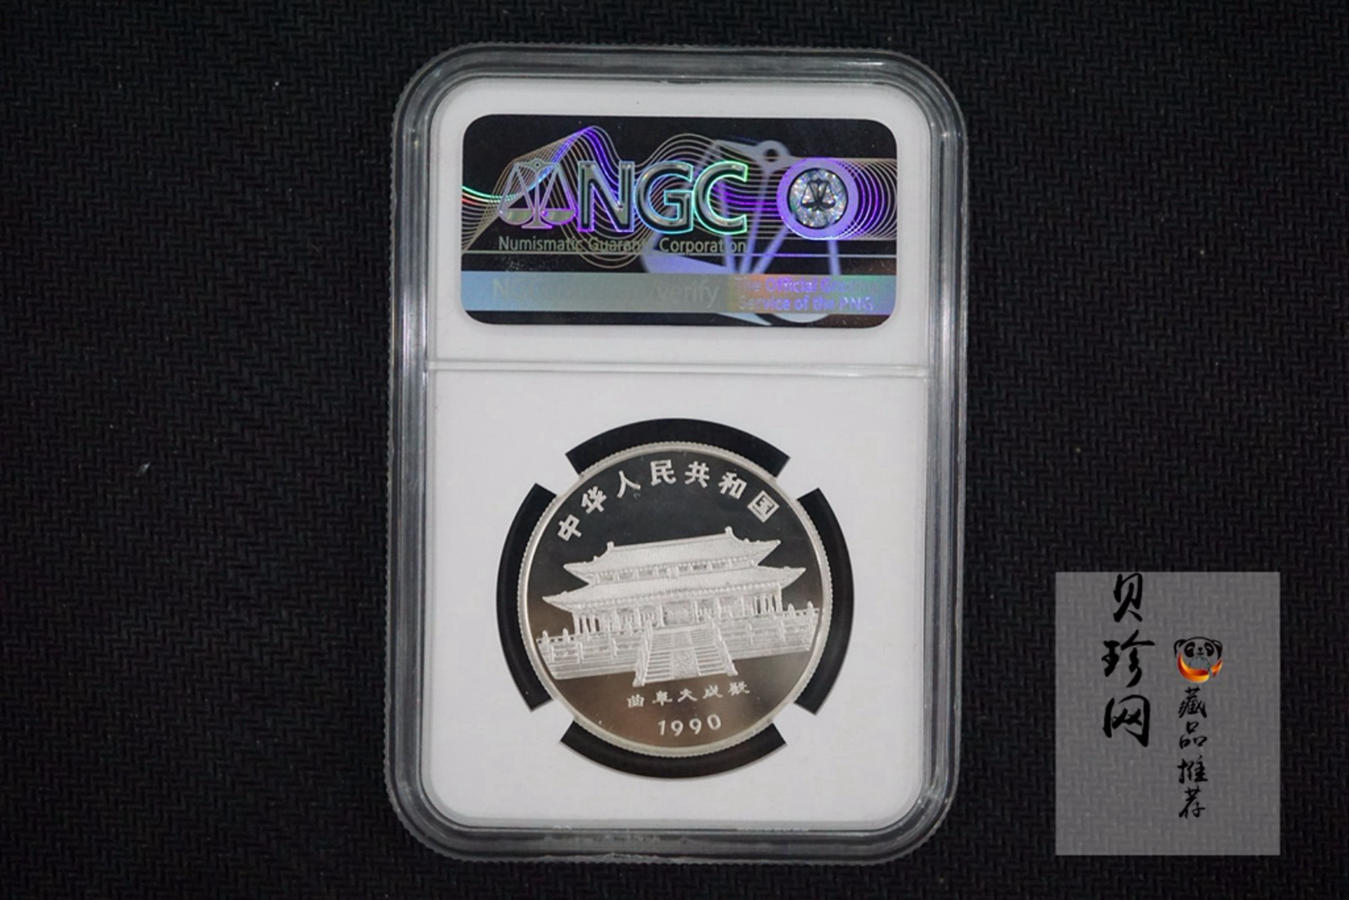 NGC
Numismatic Guaranty Corporation
verify
The Official Grading
Service of the PNG
中华人民共和国
曲阜大成殿
1990
贝珍网
藏品推荐